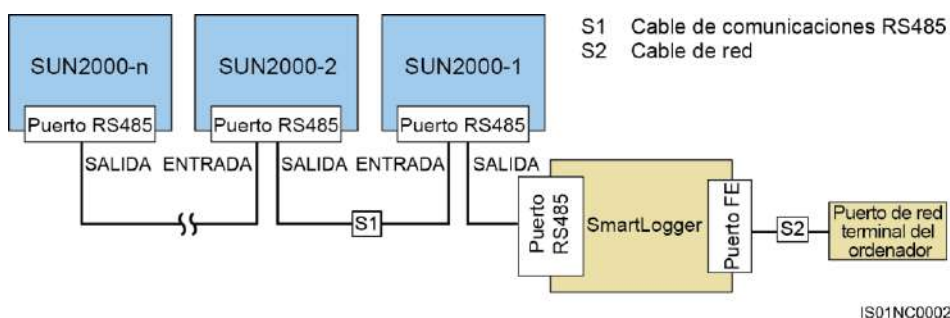 S1 Cable de comunicaciones RS485
S2 Cable de red
SUN2000-n
SUN2000-2
SUN2000-1
Puerto RS485
Puerto RS485
Puerto RS485
SALIDA
ENTRADA
SALIDA
ENTRADA
SALIDA
S1
Puerto
RS485
SmartLogger
Puerto FE
S2
Puerto de red
terminal del
ordenador
IS01NC0002